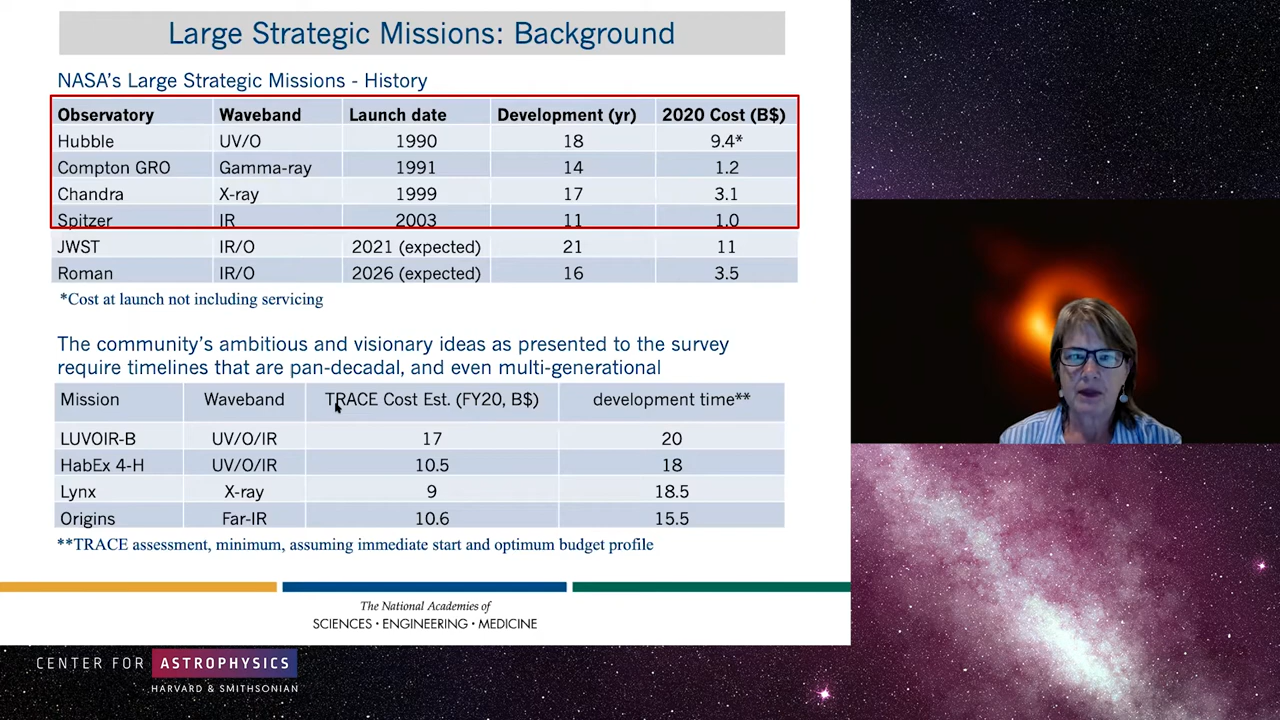 Large Strategic Missions: Background
NASA's Large Strategic Missions - History
Observatory Waveband Launch date Development (yr) 2020 Cost (B$)
Hubble UV/O 1990 18 9.4*
Compton GRO Gamma-ray 1991 14 1.2
Chandra X-ray 1999 17 3.1
Spitzer IR 2003 11 1.0
JWST IR/O 2021 (expected) 21 11
Roman IR/O 2026 (expected) 16 3.5
*Cost at launch not including servicing
The community's ambitious and visionary ideas as presented to the survey
require timelines that are pan-decadal, and even multi-generational
Mission Waveband TRACE Cost Est. (FY20, B$) development time**
LUVOIR-B UV/O/IR 17 20
HabEx 4-H UV/O/IR 10.5 18
Lynx X-ray 9 18.5
Origins Far-IR 10.6 15.5
**TRACE assessment, minimum, assuming immediate start and optimum budget profile
The National Academies of
SCIENCES • ENGINEERING • MEDICINE
CENTER FOR ASTROPHYSICS
HARVARD & SMITHSONIAN